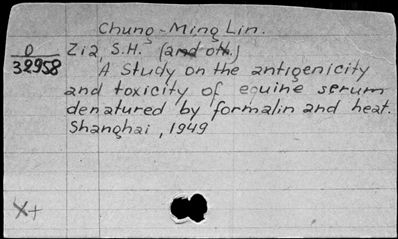 Chung-Ming Lin.
0 Zia, S.H. (and oth.)
32958 A Study on the antigenicity
and toxicity of equine serum
denatured by formalin and heat.
Shanghai, 1949
X+